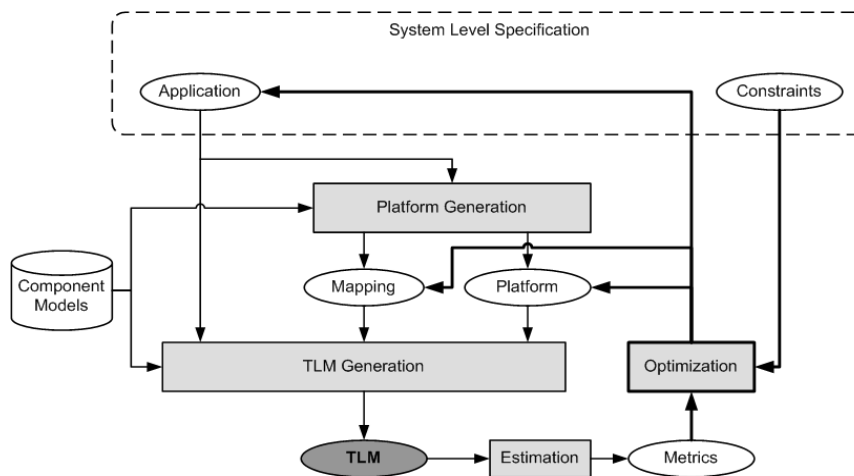 System Level Specification
Application
Constraints
Platform Generation
Component
Models
Mapping
Platform
TLM Generation
Optimization
TLM
Estimation
Metrics